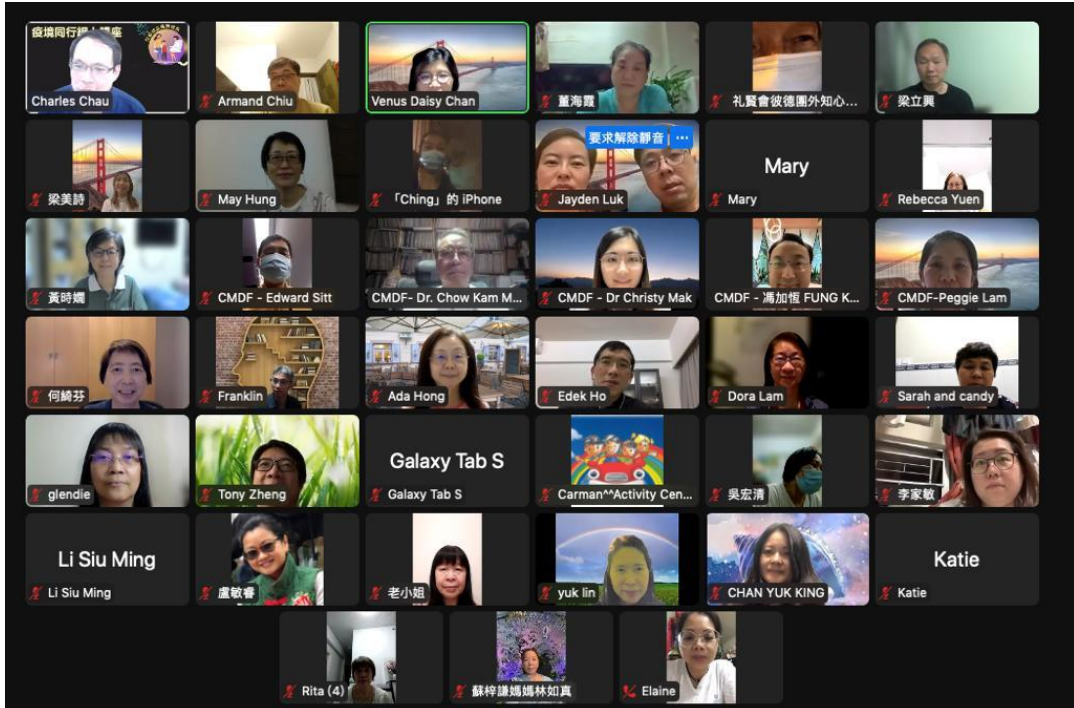 疫境同行網上講座
Charles Chau
Armand Chiu
Venus Daisy Chan
董海霞
礼賢會彼德團外知心...
梁立興
梁美詩
May Hung
「Ching」的 iPhone
要求解除靜音 ...
Jayden Luk
Mary
Mary
Rebecca Yuen
黃時嫺
CMDF - Edward Sitt
CMDF- Dr. Chow Kam M...
CMDF - Dr Christy Mak
CMDF - 馮加恆 FUNG K...
CMDF-Peggie Lam
何綺芬
Franklin
Ada Hong
Edek Ho
Dora Lam
Sarah and candy
glendie
Tony Zheng
Galaxy Tab S
Galaxy Tab S
Carman^^Activity Cen...
吳宏清
李家敏
Li Siu Ming
Li Siu Ming
盧敏睿
老小姐
yuk lin
CHAN YUK KING
Katie
Katie
Rita (4)
蘇梓謙媽媽林如真
Elaine